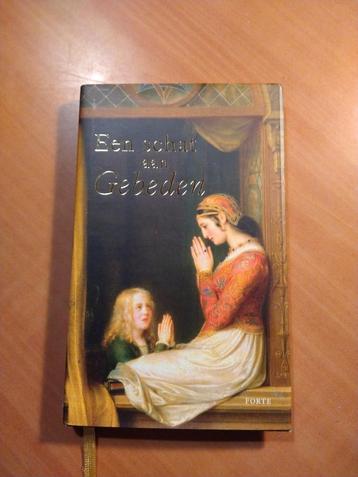 Een schat
aan
Gebeden
FORTE